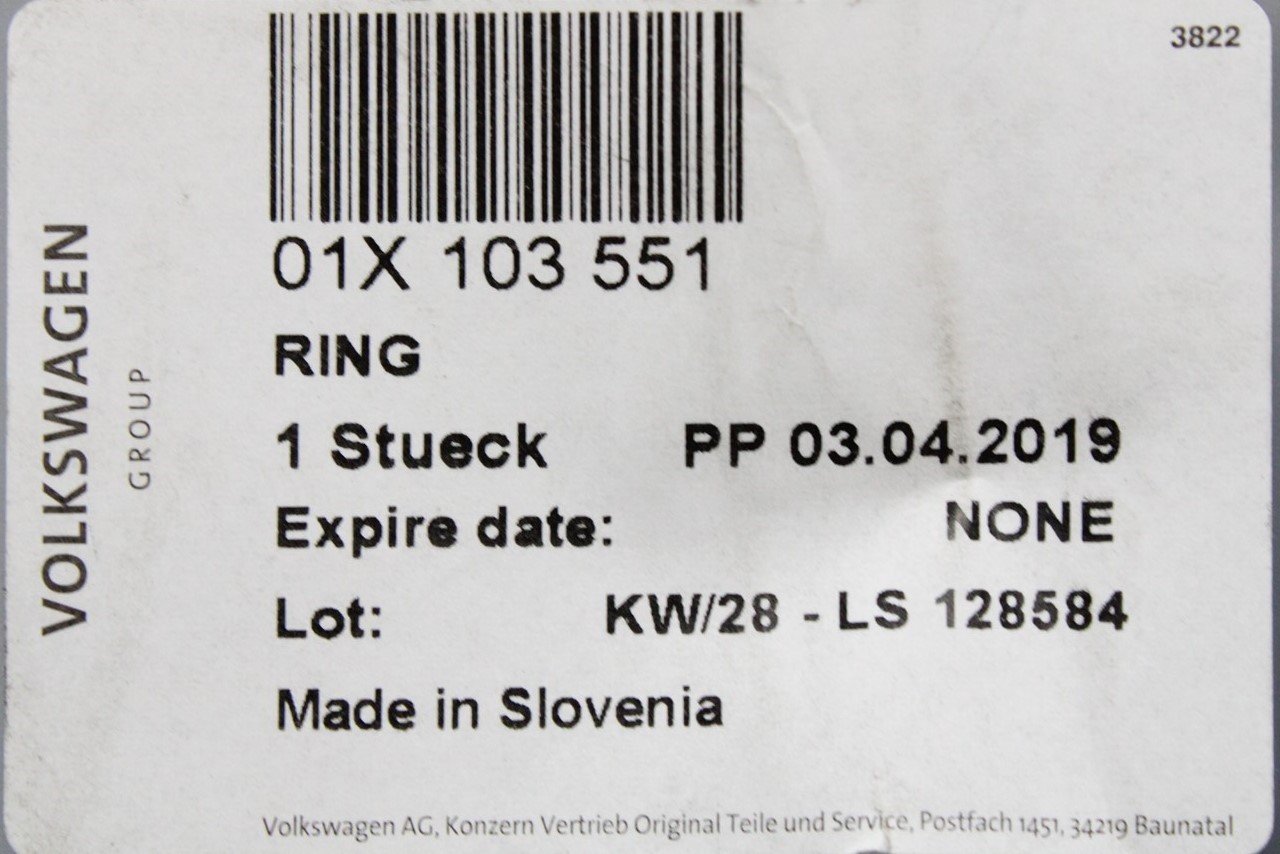 3822
VOLKSWAGEN
GROUP
01X 103 551
RING
1 Stueck PP 03.04.2019
Expire date: NONE
Lot: KW/28 - LS 128584
Made in Slovenia
Volkswagen AG, Konzern Vertrieb Original Teile und Service, Postfach 1451, 34219 Baunatal